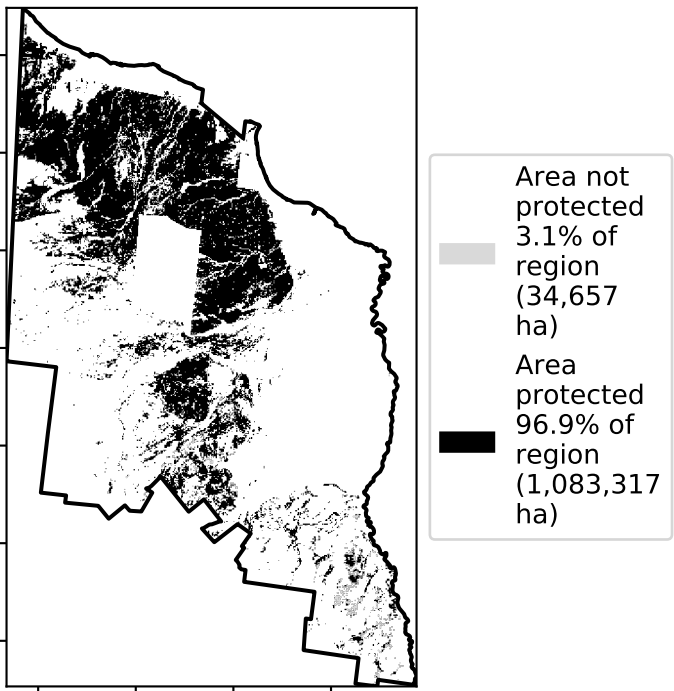 Area not
protected
3.1% of
region
(34,657
ha)
Area
protected
96.9% of
region
(1,083,317
ha)